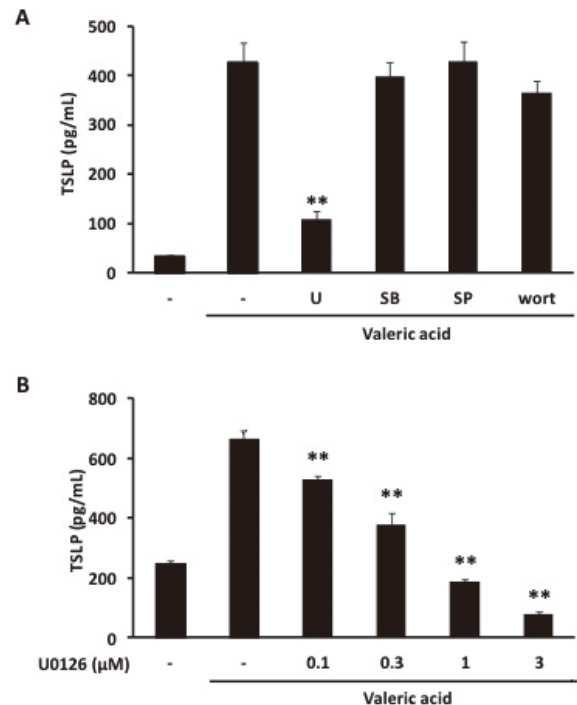 A
TSLP (pg/mL)
500
400
300
200
100
0
**
- - U SB SP wort
Valeric acid
B
TSLP (pg/mL)
800
600
400
200
0
**
**
**
**
U0126 (μM) - - 0.1 0.3 1 3
Valeric acid